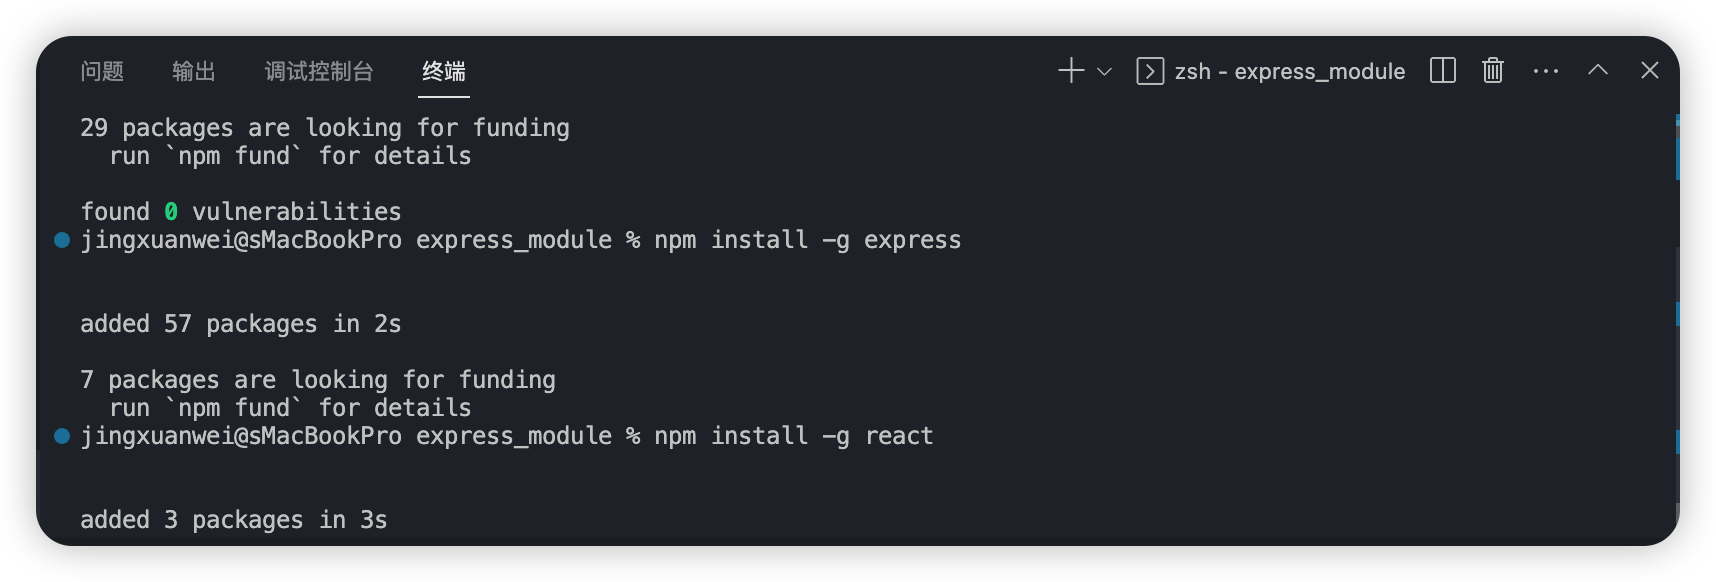 问题 输出 调试控制台 终端 zsh - express_module
29 packages are looking for funding
  run `npm fund` for details
found 0 vulnerabilities
jingxuanwei@sMacBookPro express_module % npm install -g express
added 57 packages in 2s
7 packages are looking for funding
  run `npm fund` for details
jingxuanwei@sMacBookPro express_module % npm install -g react
added 3 packages in 3s